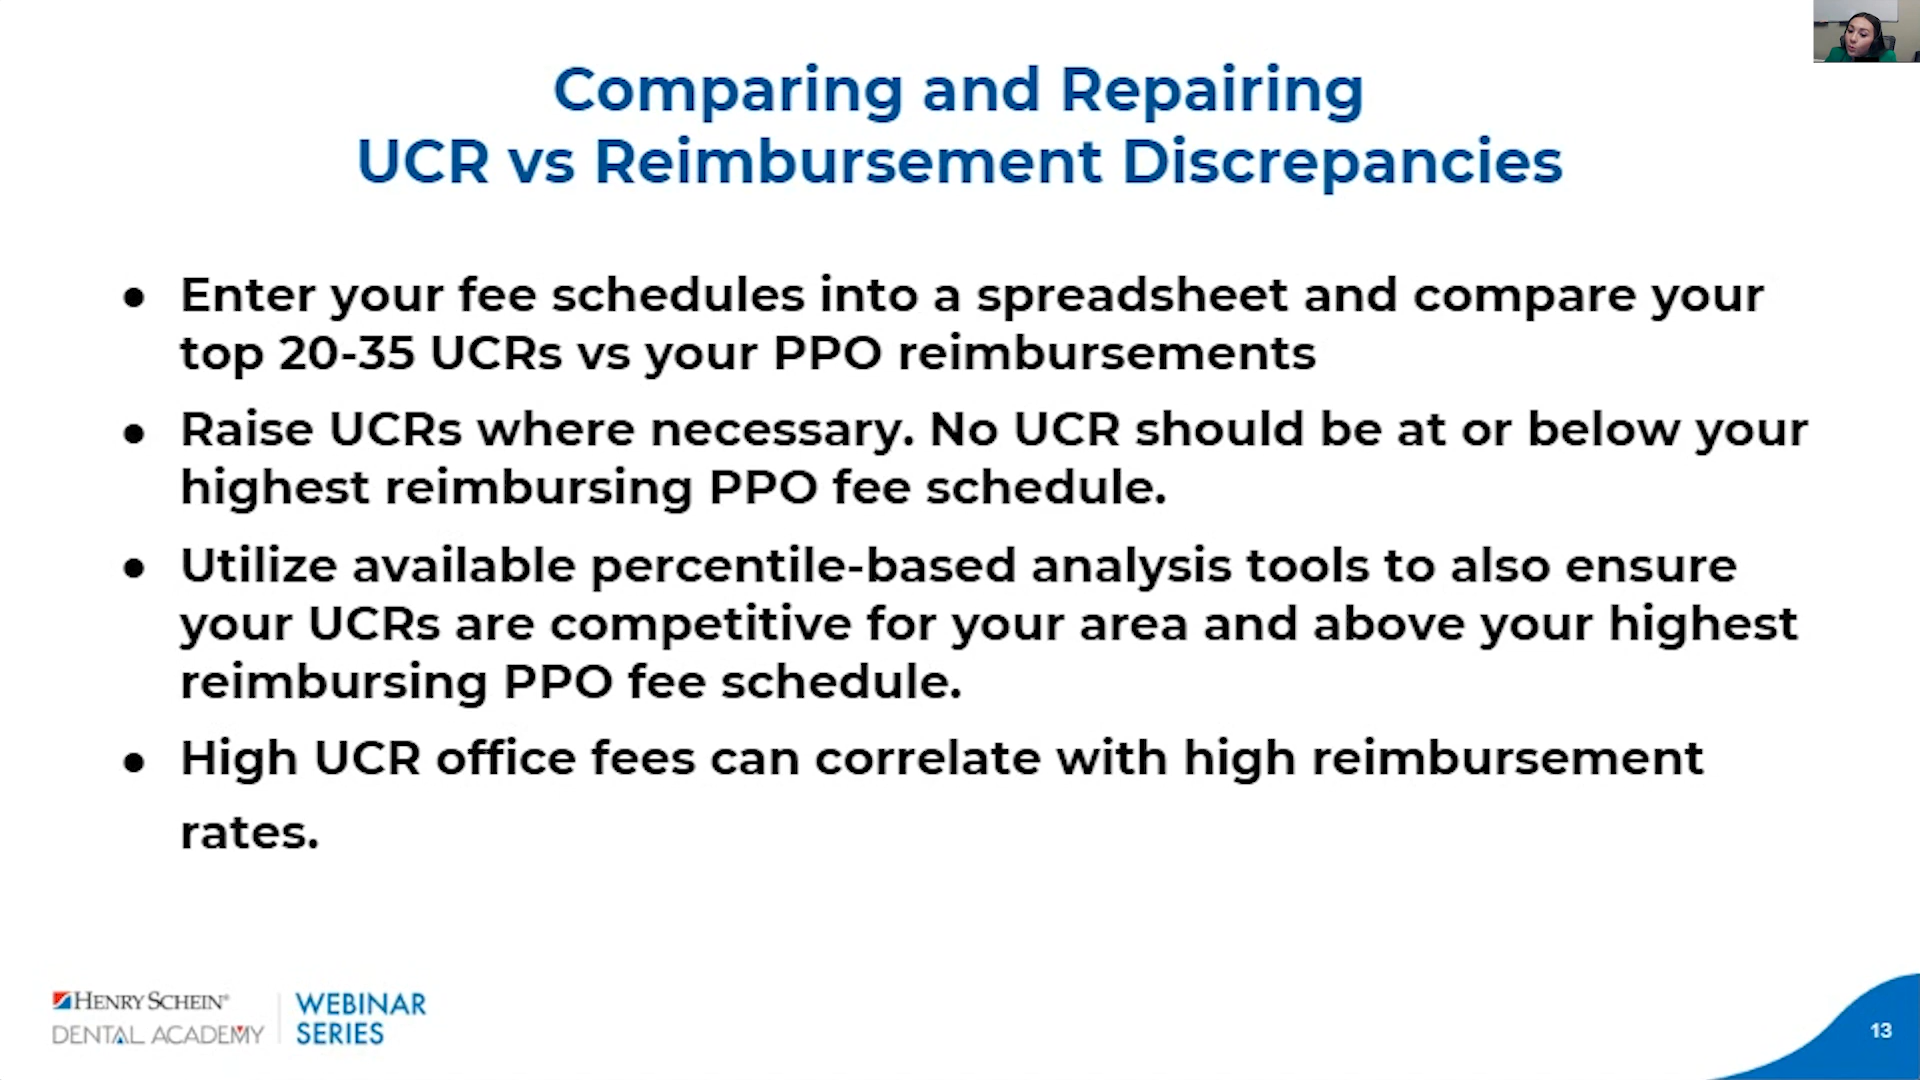 Comparing and Repairing
UCR vs Reimbursement Discrepancies
● Enter your fee schedules into a spreadsheet and compare your
top 20-35 UCRs vs your PPO reimbursements
● Raise UCRs where necessary. No UCR should be at or below your
highest reimbursing PPO fee schedule.
● Utilize available percentile-based analysis tools to also ensure
your UCRs are competitive for your area and above your highest
reimbursing PPO fee schedule.
● High UCR office fees can correlate with high reimbursement
rates.
HENRY SCHEIN®
DENTAL ACADEMY
WEBINAR
SERIES
13